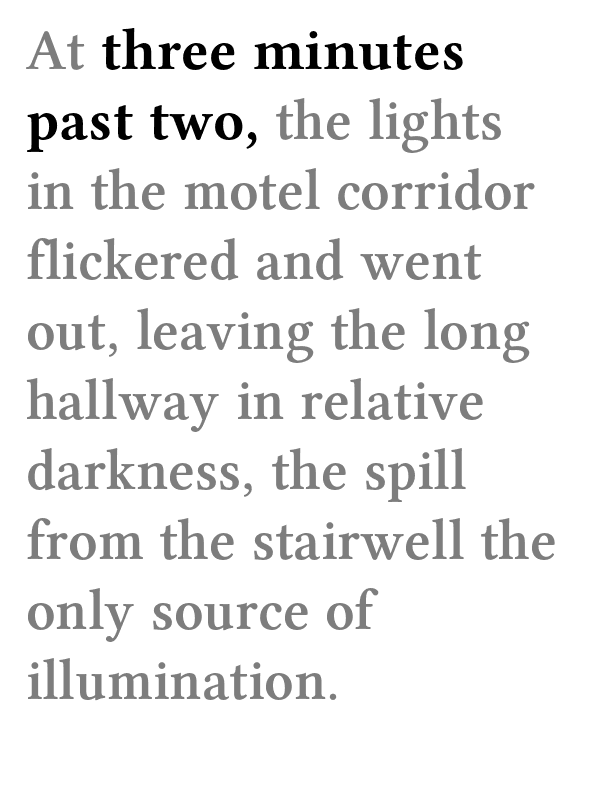 At three minutes
past two, the lights
in the motel corridor
flickered and went
out, leaving the long
hallway in relative
darkness, the spill
from the stairwell the
only source of
illumination.